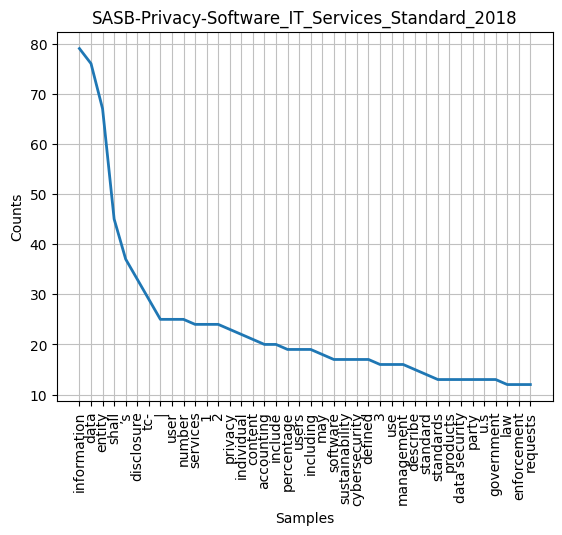 SASB-Privacy-Software_IT_Services_Standard_2018
80
70
60
50
40
30
20
10
Counts
information
data
entity
shall
's
disclosure
tc-
|
user
number
services
1
2
privacy
individual
content
accounting
include
percentage
users
including
may
software
sustainability
cybersecurity
defined
3
use
management
describe
standard
standards
products
data security
party
u.s
government
law
enforcement
requests
Samples